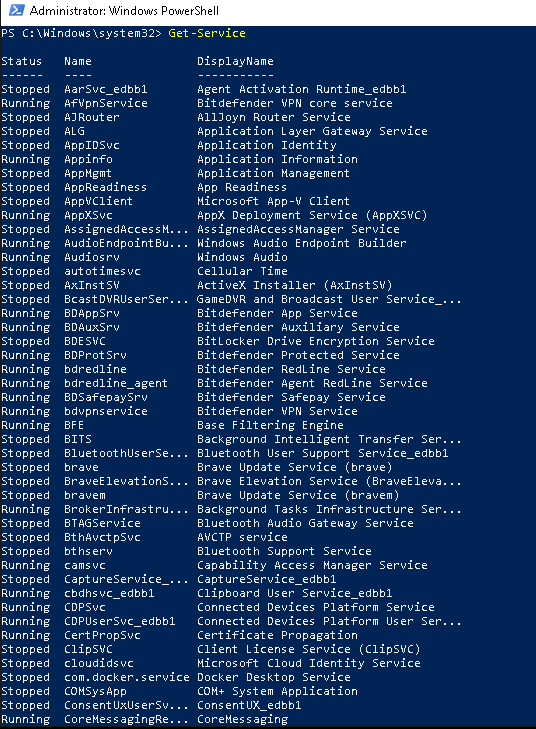 Administrator: Windows PowerShell
PS C:\Windows\system32> Get-Service
Status Name DisplayName
------ ---- -----------
Stopped AarSvc_edbb1 Agent Activation Runtime_edbb1
Running AfVpnService Bitdefender VPN core service
Stopped AJRouter AllJoyn Router Service
Stopped ALG Application Layer Gateway Service
Stopped AppIDSvc Application Identity
Running Appinfo Application Information
Stopped AppMgmt Application Management
Stopped AppReadiness App Readiness
Stopped AppVClient Microsoft App-V Client
Running AppXSvc AppX Deployment Service (AppXSVC)
Stopped AssignedAccessM... AssignedAccessManager Service
Running AudioEndpointBu... Windows Audio Endpoint Builder
Running Audiosrv Windows Audio
Stopped autotimesvc Cellular Time
Stopped AxInstSV ActiveX Installer (AxInstSV)
Stopped BcastDVRUserSer... GameDVR and Broadcast User Service_...
Running BDAppSrv Bitdefender App Service
Running BDAuxSrv Bitdefender Auxiliary Service
Stopped BDESVC BitLocker Drive Encryption Service
Running BDProtSrv Bitdefender Protected Service
Running bdredline Bitdefender RedLine Service
Running bdredline_agent Bitdefender Agent RedLine Service
Running BDSafepaySrv Bitdefender Safepay Service
Running bdvpnservice Bitdefender VPN Service
Running BFE Base Filtering Engine
Stopped BITS Background Intelligent Transfer Ser...
Stopped BluetoothUserSe... Bluetooth User Support Service_edbb1
Stopped brave Brave Update Service (brave)
Stopped BraveElevationS... Brave Elevation Service (BraveEleva...
Stopped bravem Brave Update Service (bravem)
Running BrokerInfrastru... Background Tasks Infrastructure Ser...
Stopped BTAGService Bluetooth Audio Gateway Service
Stopped BthAvctpSvc AVCTP service
Stopped bthserv Bluetooth Support Service
Running camsvc Capability Access Manager Service
Stopped CaptureService_... CaptureService_edbb1
Running cbdhsvc_edbb1 Clipboard User Service_edbb1
Running CDPSvc Connected Devices Platform Service
Running CDPUserSvc_edbb1 Connected Devices Platform User Ser...
Running CertPropSvc Certificate Propagation
Stopped ClipSVC Client License Service (ClipSVC)
Stopped cloudidsvc Microsoft Cloud Identity Service
Stopped com.docker.service Docker Desktop Service
Stopped COMSysApp COM+ System Application
Stopped ConsentUxUserSv... ConsentUX_edbb1
Running CoreMessagingRe... CoreMessaging